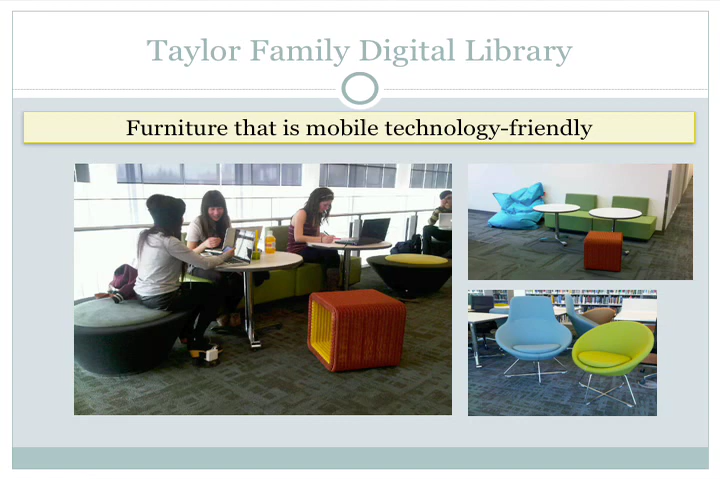 Taylor Family Digital Library
Furniture that is mobile technology-friendly